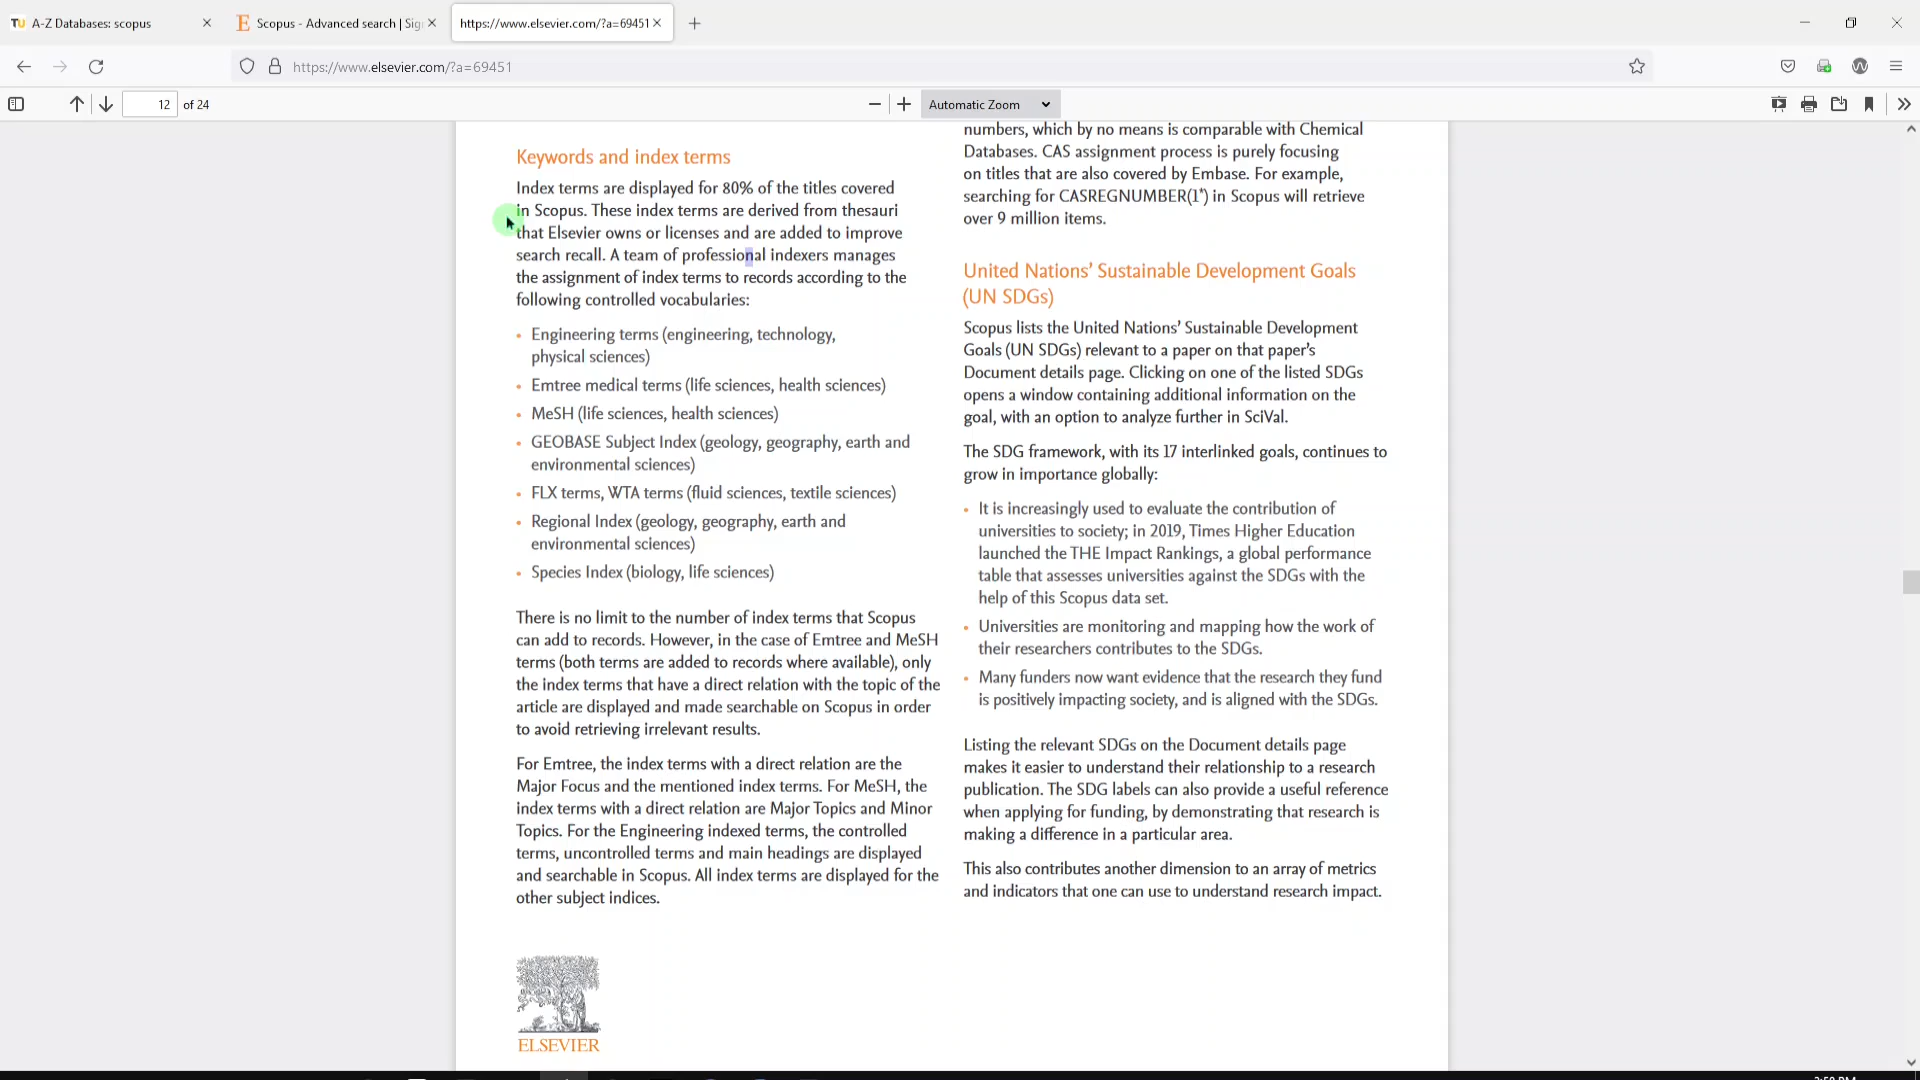 A-Z Databases: scopus
Scopus - Advanced search | Sig
https://www.elsevier.com/?a=69451
https://www.elsevier.com/?a=69451
12 of 24
Automatic Zoom
Keywords and index terms
Index terms are displayed for 80% of the titles covered
in Scopus. These index terms are derived from thesauri
that Elsevier owns or licenses and are added to improve
search recall. A team of professional indexers manages
the assignment of index terms to records according to the
following controlled vocabularies:
• Engineering terms (engineering, technology,
physical sciences)
• Emtree medical terms (life sciences, health sciences)
• MeSH (life sciences, health sciences)
• GEOBASE Subject Index (geology, geography, earth and
environmental sciences)
• FLX terms, WTA terms (fluid sciences, textile sciences)
• Regional Index (geology, geography, earth and
environmental sciences)
• Species Index (biology, life sciences)
There is no limit to the number of index terms that Scopus
can add to records. However, in the case of Emtree and MeSH
terms (both terms are added to records where available), only
the index terms that have a direct relation with the topic of the
article are displayed and made searchable on Scopus in order
to avoid retrieving irrelevant results.
For Emtree, the index terms with a direct relation are the
Major Focus and the mentioned index terms. For MeSH, the
index terms with a direct relation are Major Topics and Minor
Topics. For the Engineering indexed terms, the controlled
terms, uncontrolled terms and main headings are displayed
and searchable in Scopus. All index terms are displayed for the
other subject indices.
ELSEVIER
numbers, which by no means is comparable with Chemical
Databases. CAS assignment process is purely focusing
on titles that are also covered by Embase. For example,
searching for CASREGNUMBER(1*) in Scopus will retrieve
over 9 million items.
United Nations' Sustainable Development Goals
(UN SDGs)
Scopus lists the United Nations' Sustainable Development
Goals (UN SDGs) relevant to a paper on that paper's
Document details page. Clicking on one of the listed SDGs
opens a window containing additional information on the
goal, with an option to analyze further in SciVal.
The SDG framework, with its 17 interlinked goals, continues to
grow in importance globally:
• It is increasingly used to evaluate the contribution of
universities to society; in 2019, Times Higher Education
launched the THE Impact Rankings, a global performance
table that assesses universities against the SDGs with the
help of this Scopus data set.
• Universities are monitoring and mapping how the work of
their researchers contributes to the SDGs.
• Many funders now want evidence that the research they fund
is positively impacting society, and is aligned with the SDGs.
Listing the relevant SDGs on the Document details page
makes it easier to understand their relationship to a research
publication. The SDG labels can also provide a useful reference
when applying for funding, by demonstrating that research is
making a difference in a particular area.
This also contributes another dimension to an array of metrics
and indicators that one can use to understand research impact.